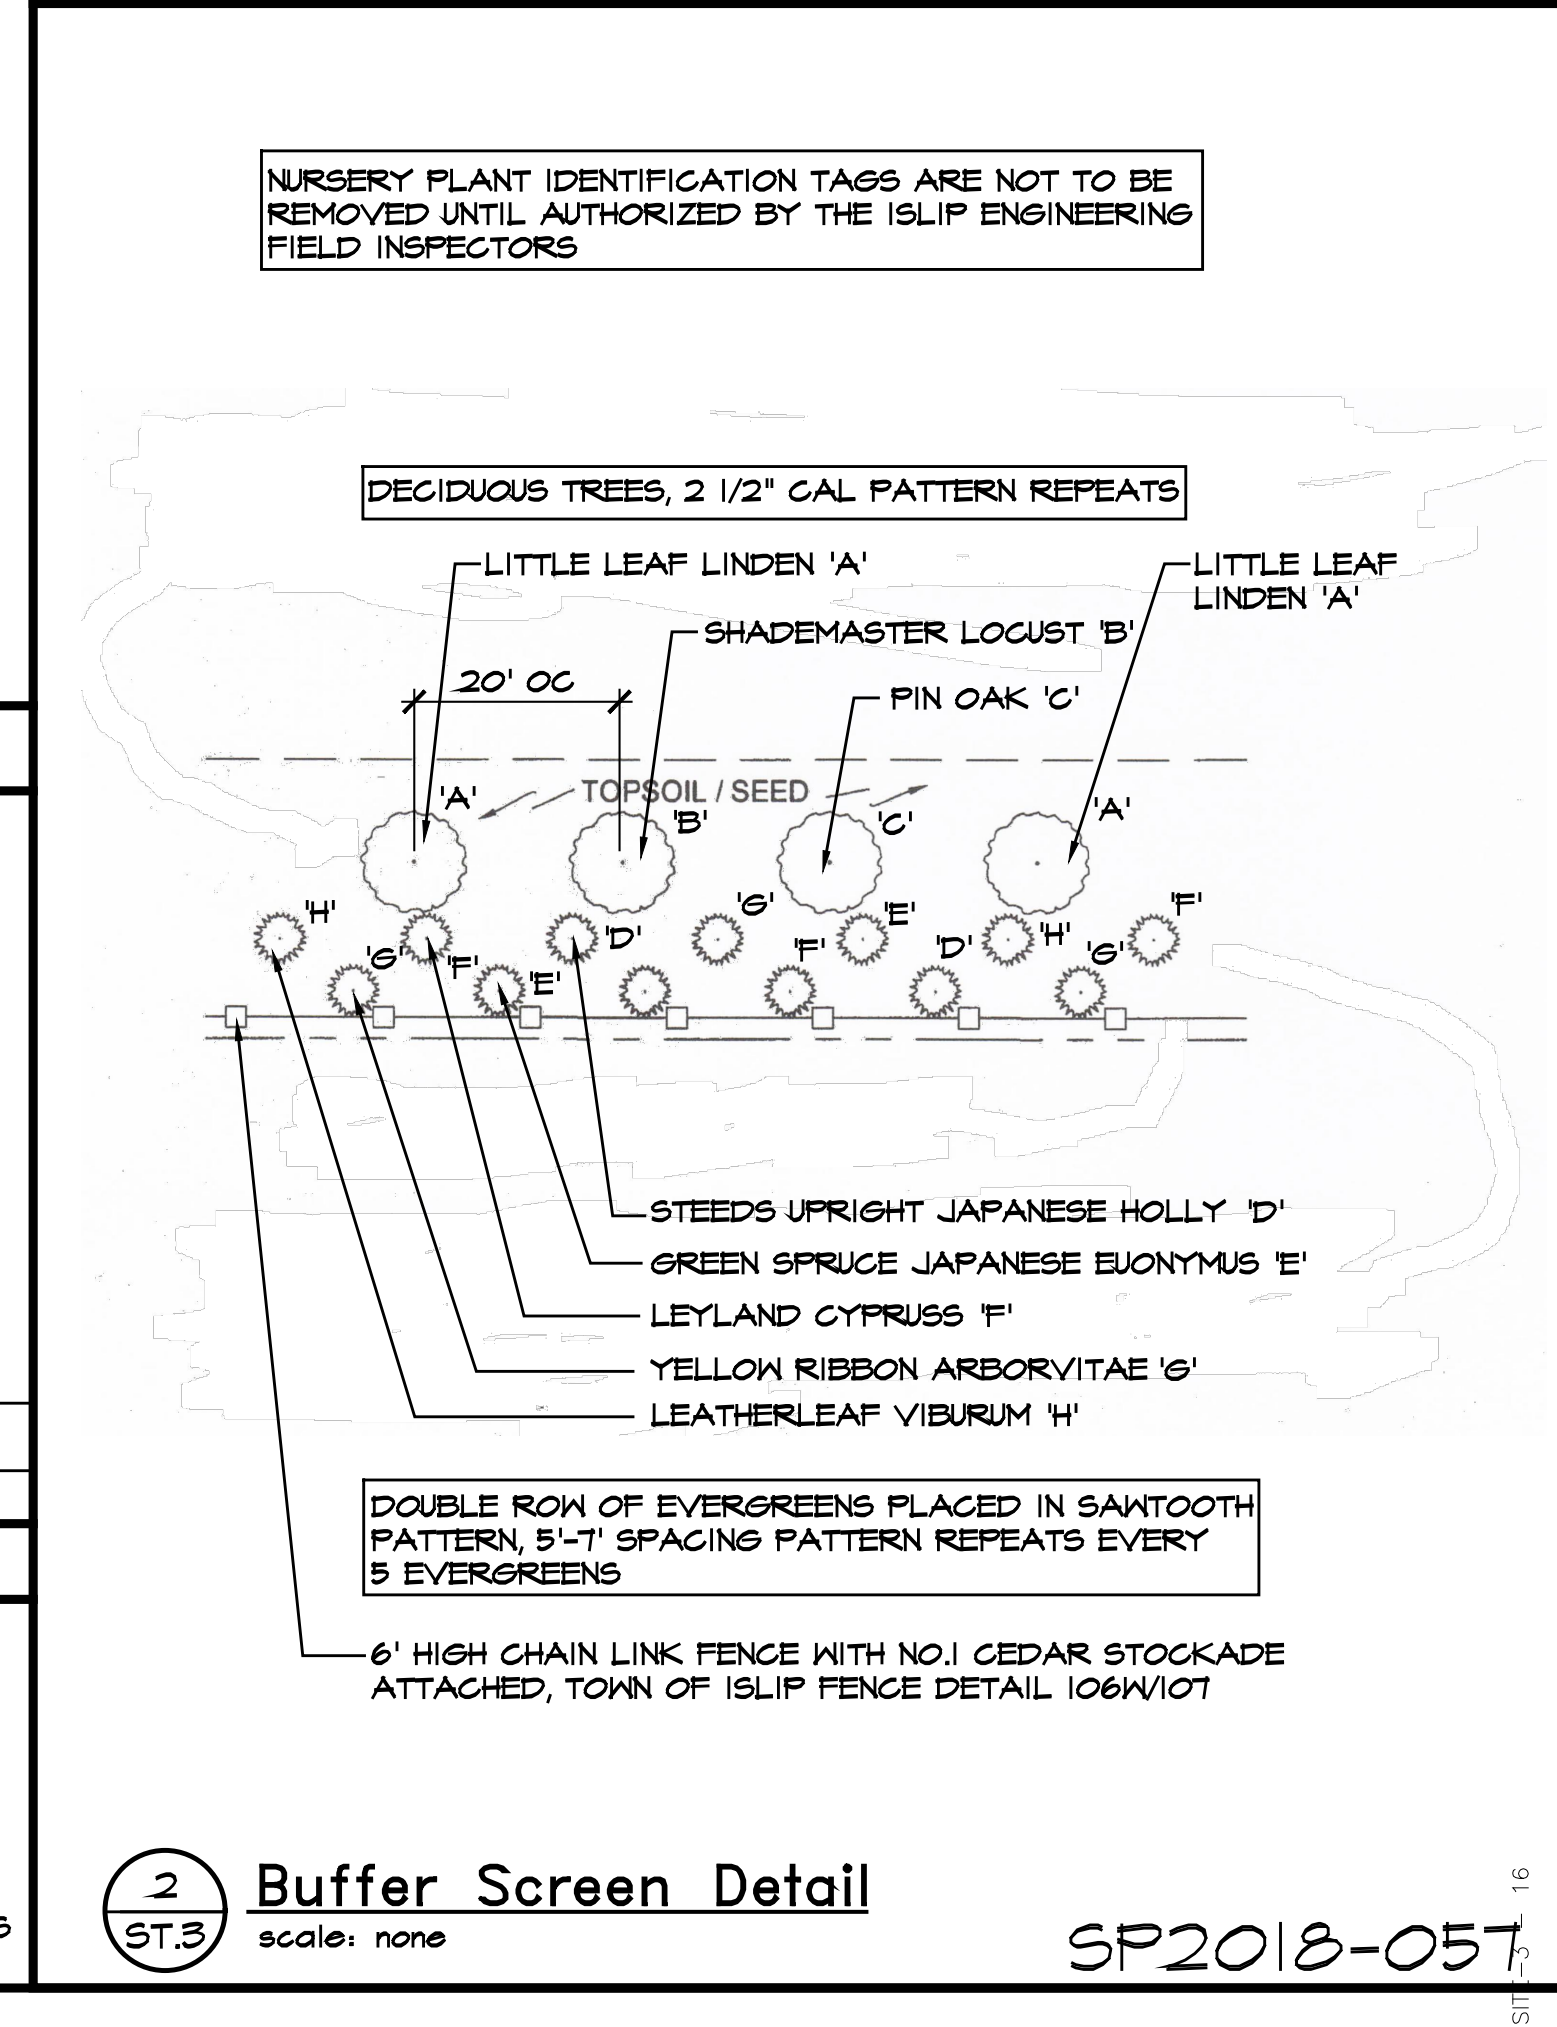 NURSERY PLANT IDENTIFICATION TAGS ARE NOT TO BE
REMOVED UNTIL AUTHORIZED BY THE ISLIP ENGINEERING
FIELD INSPECTORS
DECIDUOUS TREES, 2 1/2" CAL PATTERN REPEATS
LITTLE LEAF LINDEN 'A'
LITTLE LEAF
LINDEN 'A'
SHADEMASTER LOCUST 'B'
20' OC
PIN OAK 'C'
TOPSOIL / SEED
'A'
'B'
'C'
'A'
'H'
'G'
'F'
'E'
'D'
'G'
'F'
'E'
'D'
'H'
'G'
'F'
STEEDS UPRIGHT JAPANESE HOLLY 'D'
GREEN SPRUCE JAPANESE EUONYMUS 'E'
LEYLAND CYPRUSS 'F'
YELLOW RIBBON ARBORVITAE 'G'
LEATHERLEAF VIBURUM 'H'
DOUBLE ROW OF EVERGREENS PLACED IN SAWTOOTH
PATTERN, 5'-7' SPACING PATTERN REPEATS EVERY
5 EVERGREENS
6' HIGH CHAIN LINK FENCE WITH NO.1 CEDAR STOCKADE
ATTACHED, TOWN OF ISLIP FENCE DETAIL 106W/107
2
ST.3
Buffer Screen Detail
scale: none
SP2018-057
S
16